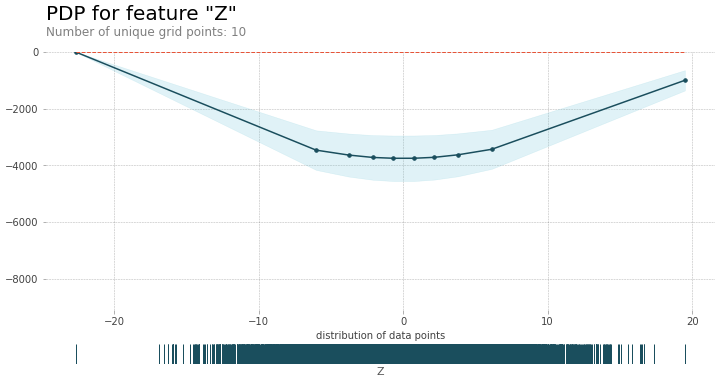 PDP for feature "Z"
Number of unique grid points: 10
0
−2000
−4000
−6000
−8000
−20
−10
0
10
20
distribution of data points
Z